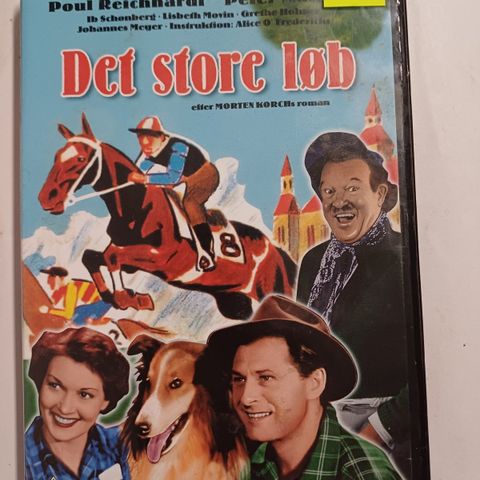 Poul Reichhardt Peter
Ib Schønberg · Lisbeth Movin · Grethe
Johannes Meyer · Instruktion: Alice O'Fredericks
Det store løb
efter MORTEN KORCHs roman
8